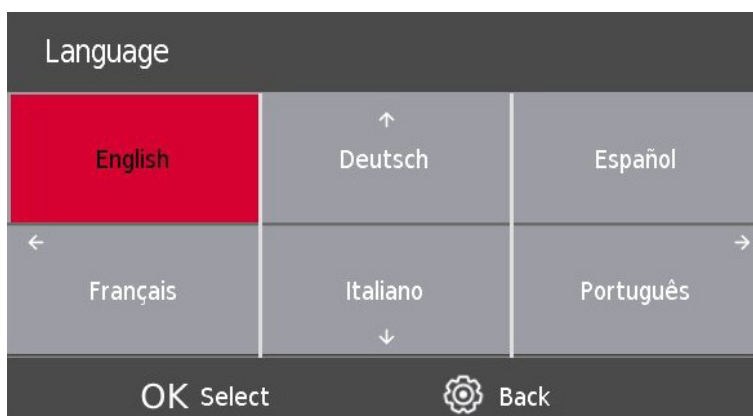 Language
English
Deutsch
Español
Français
Italiano
Português
OK Select
Back